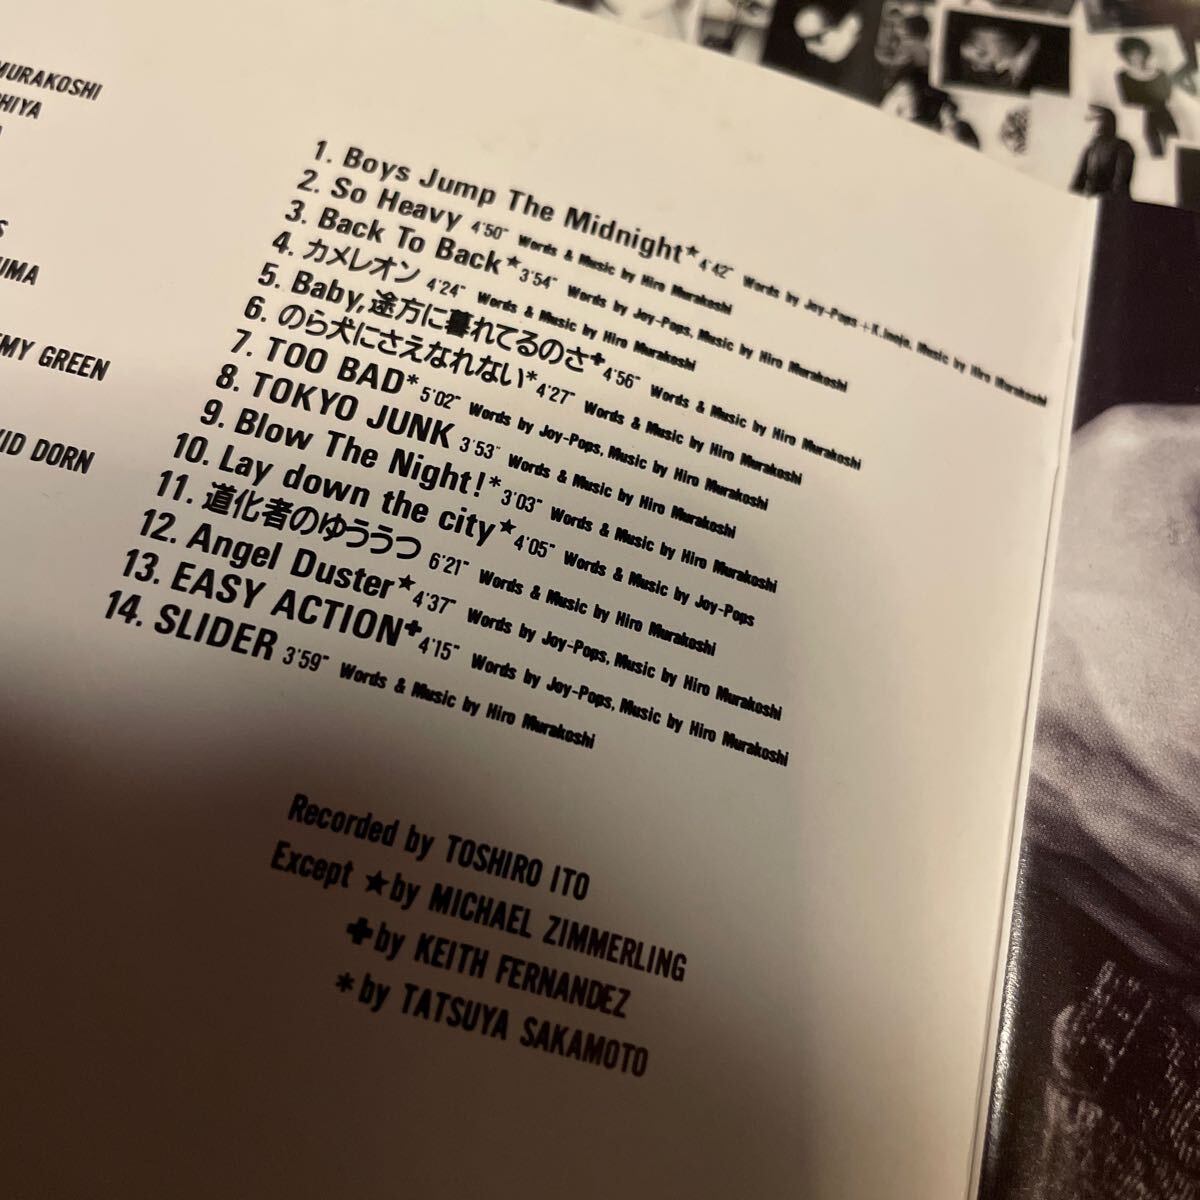 MURAKOSHI
HIYA
S
UMA
MY GREEN
ID DORN
1. Boys Jump The Midnight★ 4'42" Words by Joy-Pops + K.Inojo, Music by Hiro Murakoshi
2. So Heavy 4'50" Words & Music by Hiro Murakoshi
3. Back To Back★ 3'54" Words by Joy-Pops, Music by Hiro Murakoshi
4. カメレオン 4'24" Words & Music by Hiro Murakoshi
5. Baby,途方に暮れてるのさ✚ 4'56" Words & Music by Hiro Murakoshi
6. のら犬にさえなれない* 4'27" Words & Music by Hiro Murakoshi
7. TOO BAD* 5'02" Words by Joy-Pops, Music by Hiro Murakoshi
8. TOKYO JUNK 3'53" Words & Music by Hiro Murakoshi
9. Blow The Night!* 3'03" Words & Music by Hiro Murakoshi
10. Lay down the city★ 4'05" Words & Music by Joy-Pops
11. 道化者のゆううつ 6'21" Words & Music by Hiro Murakoshi
12. Angel Duster★ 4'37" Words by Joy-Pops, Music by Hiro Murakoshi
13. EASY ACTION✚ 4'15" Words by Joy-Pops, Music by Hiro Murakoshi
14. SLIDER 3'59" Words & Music by Hiro Murakoshi
Recorded by TOSHIRO ITO
Except ★by MICHAEL ZIMMERLING
✚by KEITH FERNANDEZ
*by TATSUYA SAKAMOTO